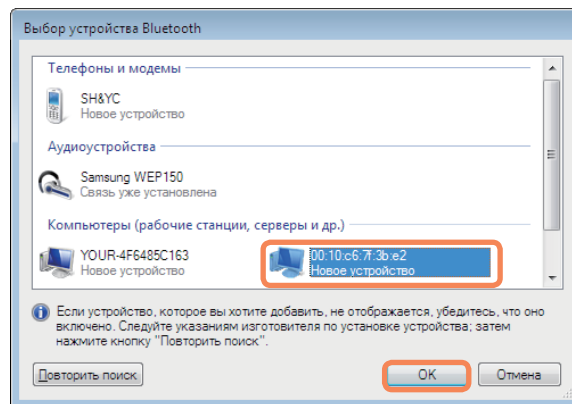 Выбор устройства Bluetooth
Телефоны и модемы
SH&YC
Новое устройство
Аудиоустройства
Samsung WEP150
Связь уже установлена
Компьютеры (рабочие станции, серверы и др.)
YOUR-4F6485C163
Новое устройство
00:10:c6:7f:3b:e2
Новое устройство
Если устройство, которое вы хотите добавить, не отображается, убедитесь, что оно
включено. Следуйте указаниям изготовителя по установке устройства; затем
нажмите кнопку "Повторить поиск".
Повторить поиск
OK
Отмена